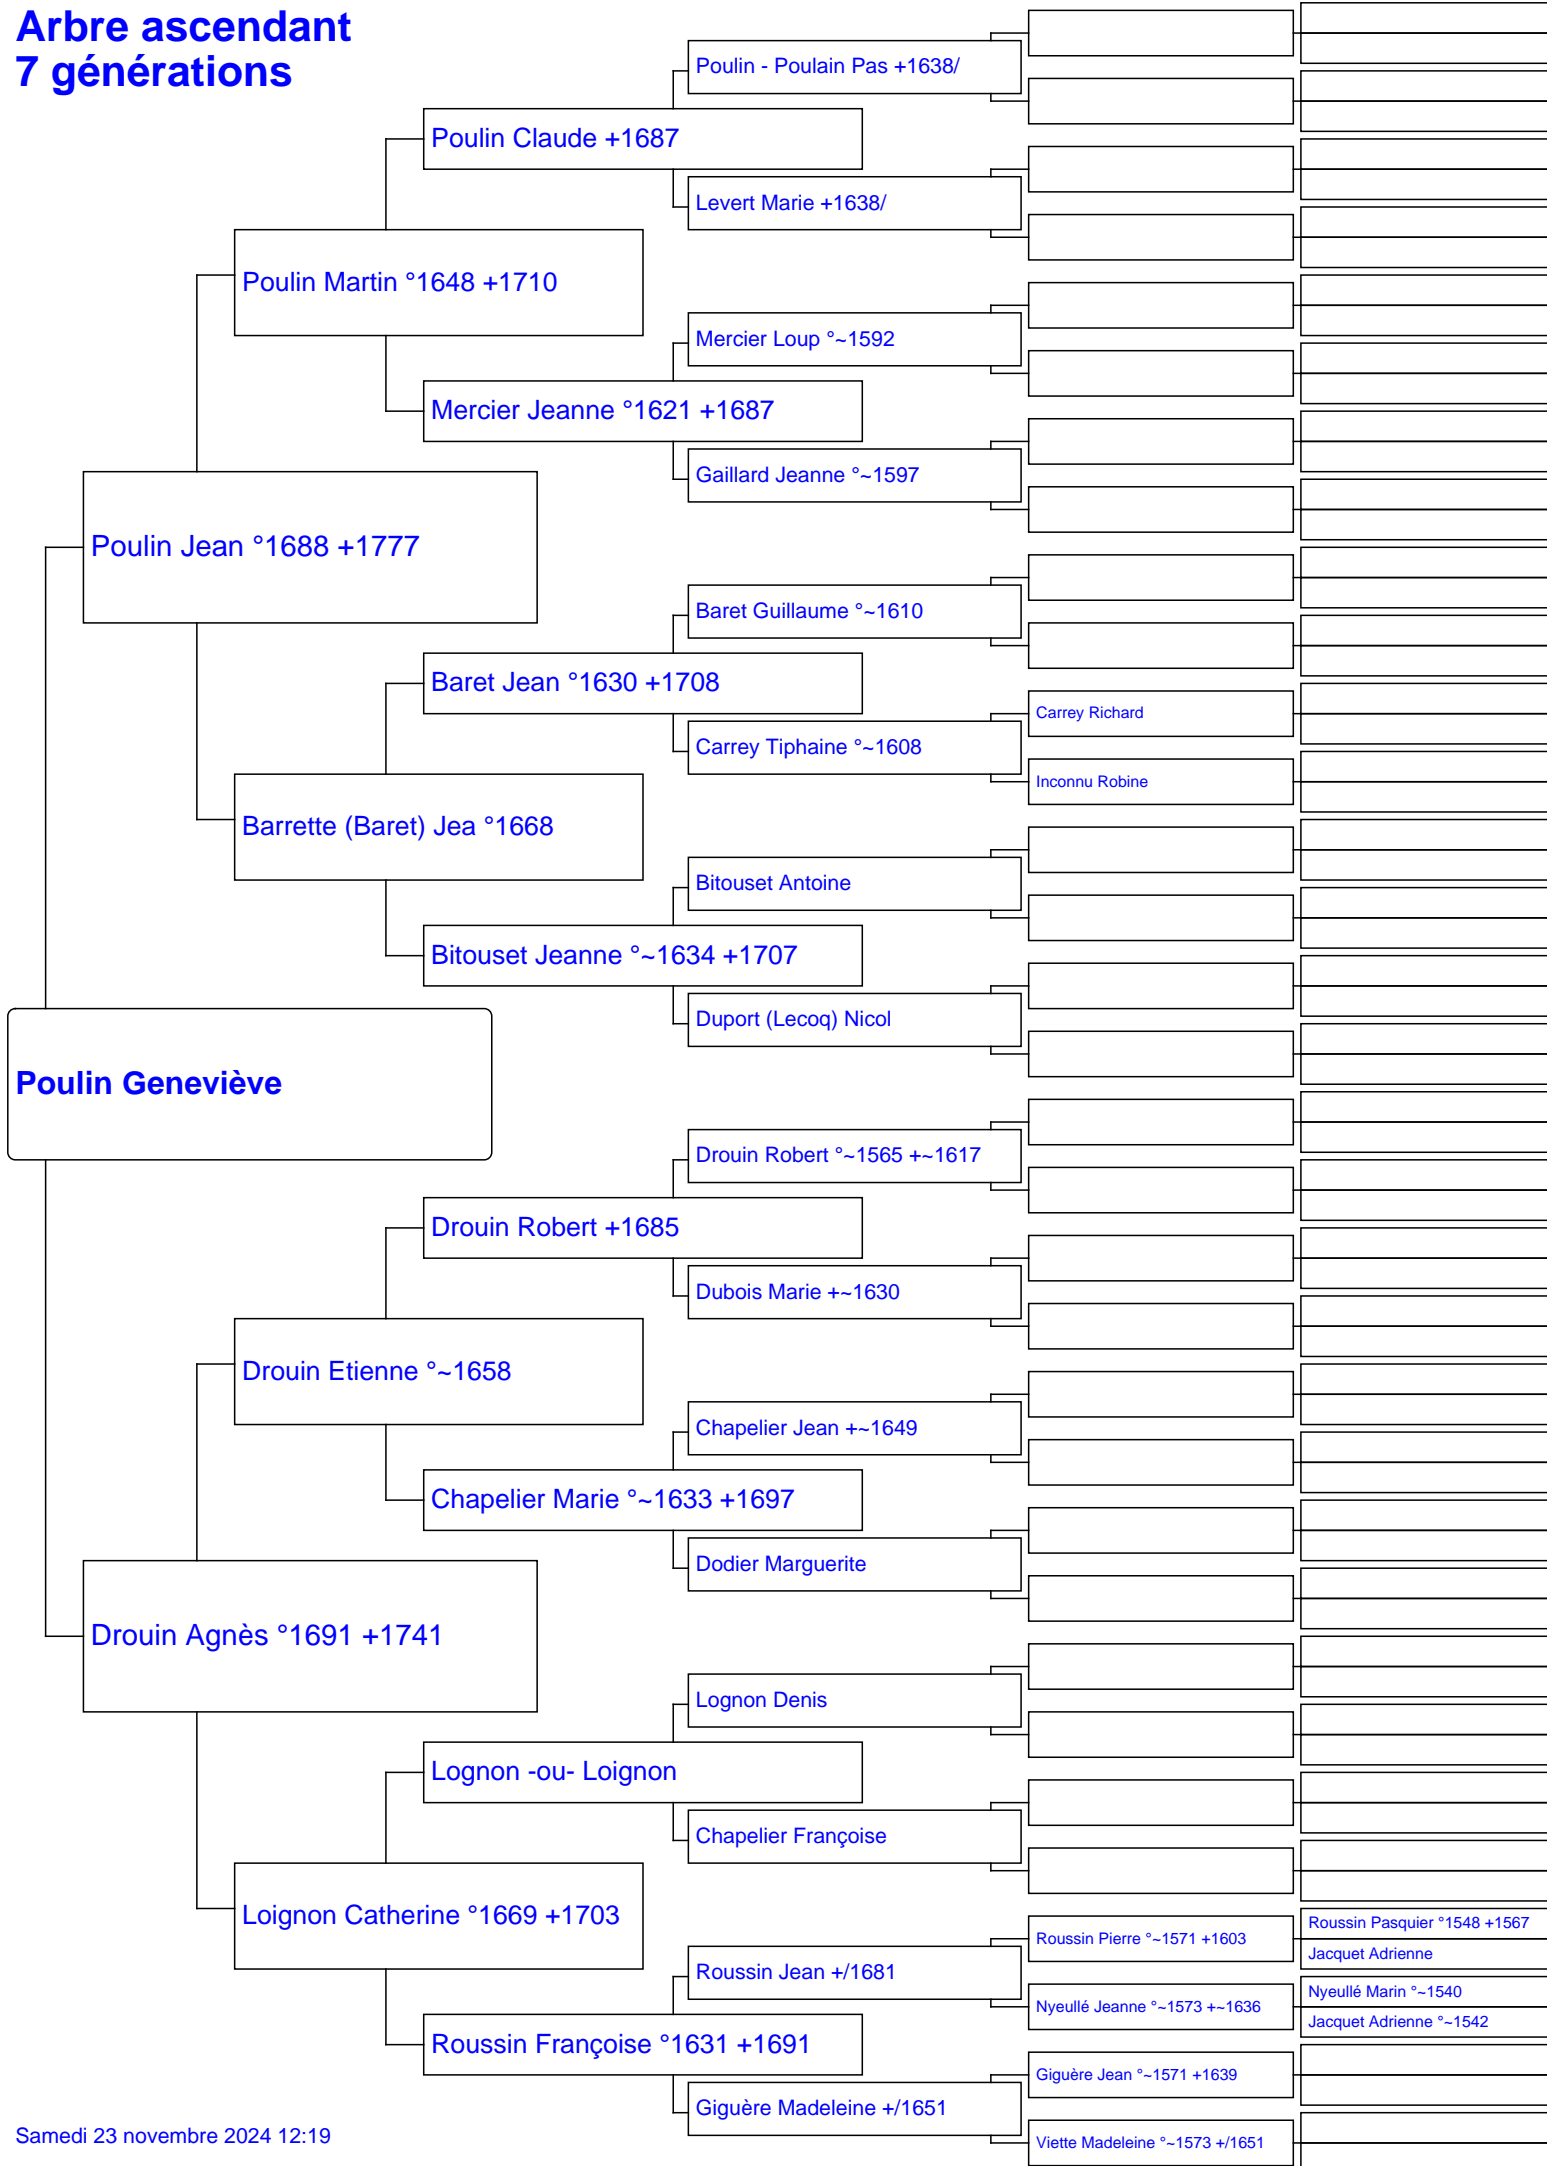 Arbre ascendant
7 générations
Poulin - Poulain Pas +1638/
Poulin Claude +1687
Levert Marie +1638/
Poulin Martin °1648 +1710
Mercier Loup °~1592
Mercier Jeanne °1621 +1687
Gaillard Jeanne °~1597
Poulin Jean °1688 +1777
Baret Guillaume °~1610
Baret Jean °1630 +1708
Carrey Richard
Carrey Tiphaine °~1608
Inconnu Robine
Barrette (Baret) Jea °1668
Bitouset Antoine
Bitouset Jeanne °~1634 +1707
Duport (Lecoq) Nicol
Poulin Geneviève
Drouin Robert °~1565 +~1617
Drouin Robert +1685
Dubois Marie +~1630
Drouin Etienne °~1658
Chapelier Jean +~1649
Chapelier Marie °~1633 +1697
Dodier Marguerite
Drouin Agnès °1691 +1741
Lognon Denis
Lognon -ou- Loignon
Chapelier Françoise
Loignon Catherine °1669 +1703
Roussin Pasquier °1548 +1567
Roussin Pierre °~1571 +1603
Jacquet Adrienne
Roussin Jean +/1681
Nyeullé Marin °~1540
Nyeullé Jeanne °~1573 +~1636
Jacquet Adrienne °~1542
Roussin Françoise °1631 +1691
Giguère Jean °~1571 +1639
Giguère Madeleine +/1651
Viette Madeleine °~1573 +/1651
Samedi 23 novembre 2024 12:19